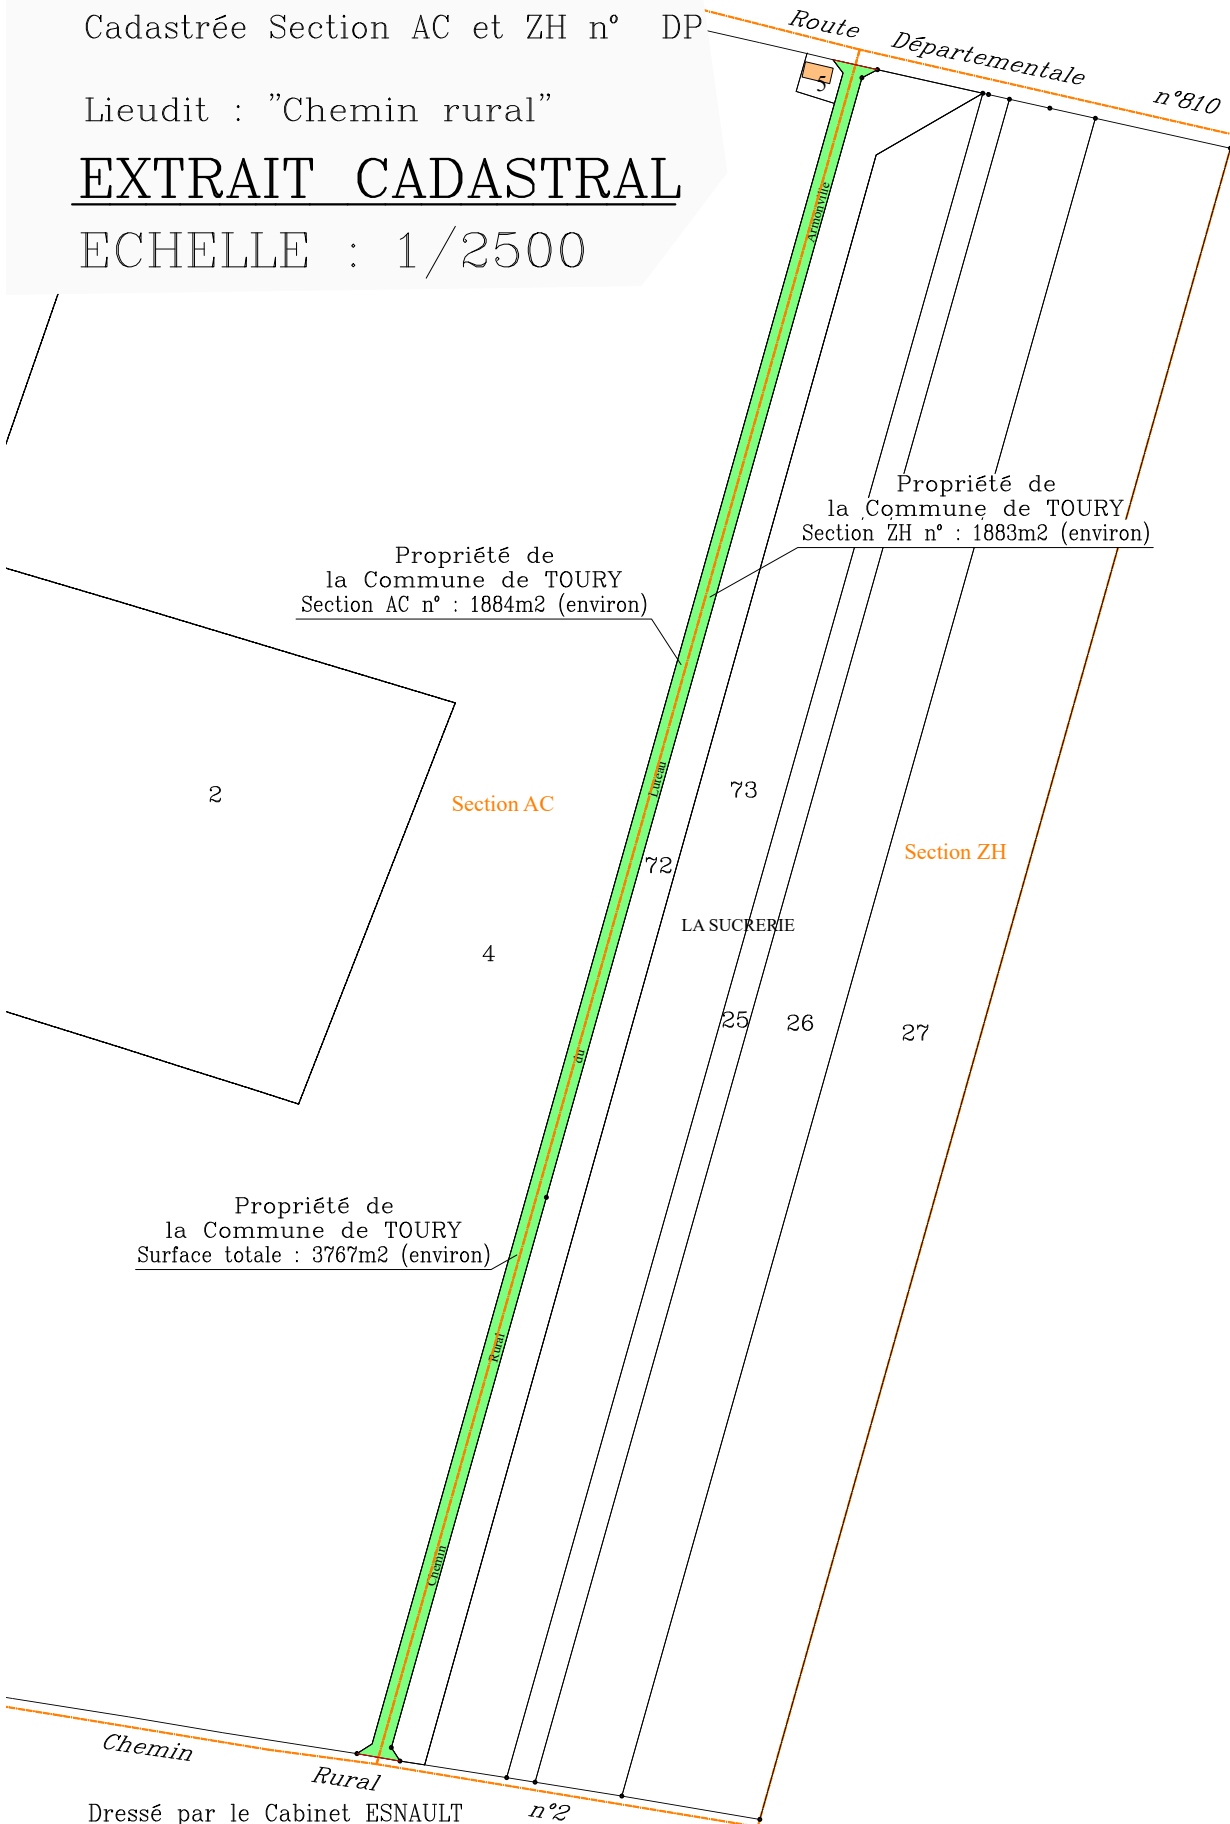 Cadastrée Section AC et ZH n° DP
Lieudit : "Chemin rural"
EXTRAIT CADASTRAL
ECHELLE : 1/2500
Route Départementale n°810
5
Armonville
Propriété de
la Commune de TOURY
Section ZH n° : 1883m2 (environ)
Propriété de
la Commune de TOURY
Section AC n° : 1884m2 (environ)
Lureau
73
2
Section AC
Section ZH
72
LA SUCRERIE
4
25
26
27
du
Propriété de
la Commune de TOURY
Surface totale : 3767m2 (environ)
Rural
Chemin
Chemin Rural n°2
Dressé par le Cabinet ESNAULT